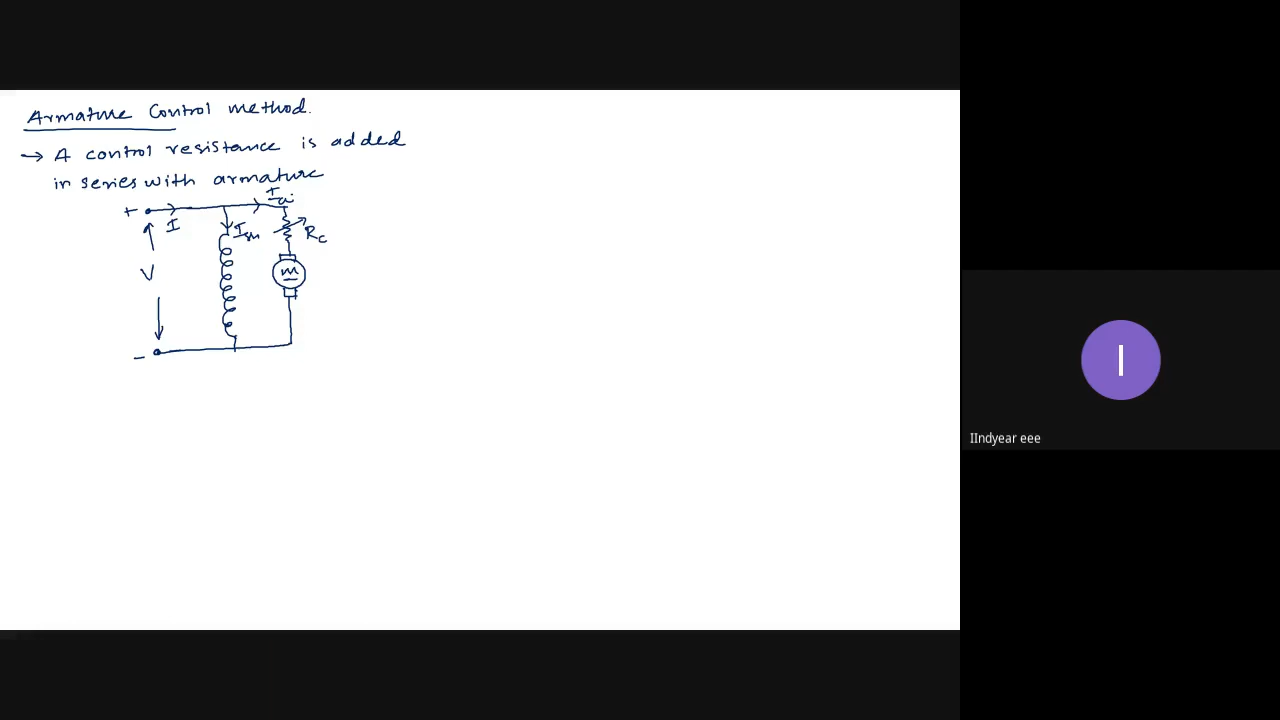 Armature Control method.
→ A control resistance is added
in series with armature
+ I Ia
Ish Rc
V
M
-
I
IIndyear eee